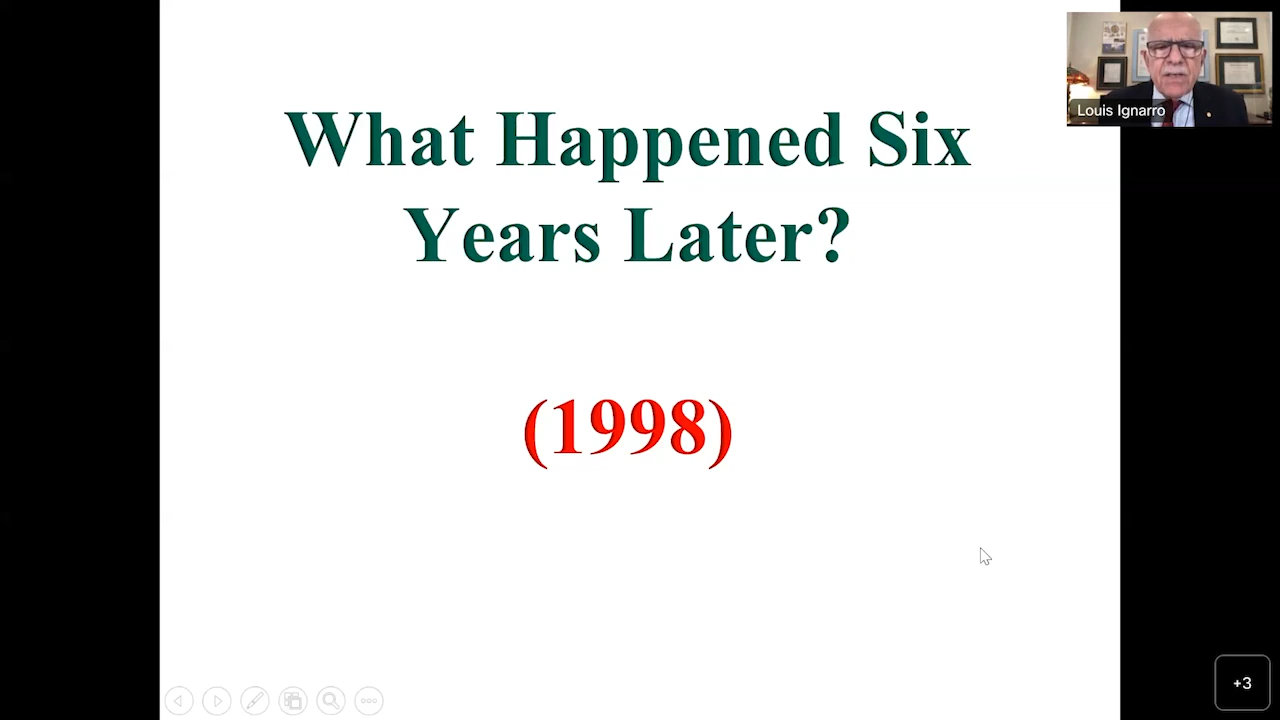 What Happened Six
Years Later?
(1998)
Louis Ignarro
+3